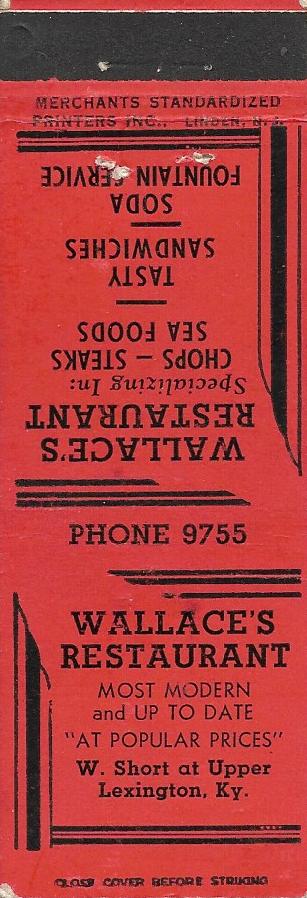 MERCHANTS STANDARDIZED
PRINTERS INC., LINDEN, N. J.
WALLACE'S
RESTAURANT
Specializing In:
CHOPS – STEAKS
SEA FOODS
TASTY
SANDWICHES
SODA
FOUNTAIN SERVICE
PHONE 9755
WALLACE'S
RESTAURANT
MOST MODERN
and UP TO DATE
"AT POPULAR PRICES"
W. Short at Upper
Lexington, Ky.
CLOSE COVER BEFORE STRIKING